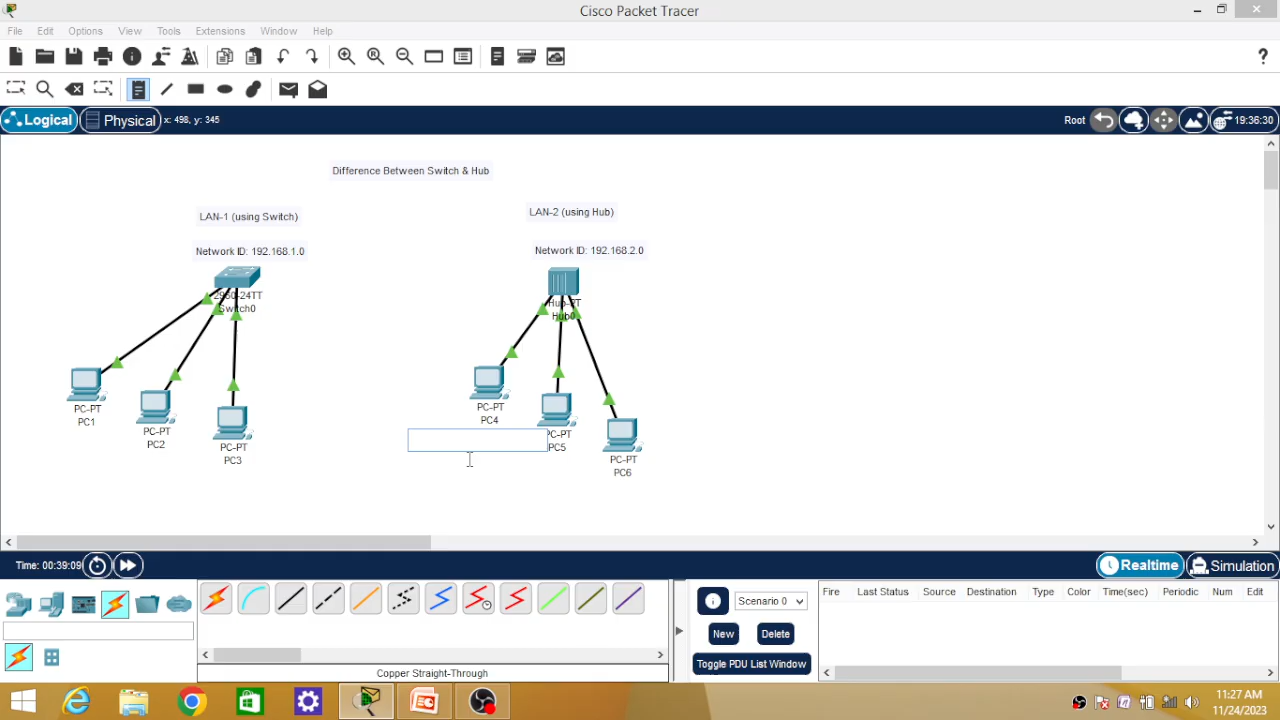 Cisco Packet Tracer
File Edit Options View Tools Extensions Window Help
?
Logical Physical x: 498, y: 345 Root 19:36:30
Difference Between Switch & Hub
LAN-1 (using Switch)
LAN-2 (using Hub)
Network ID: 192.168.1.0
Network ID: 192.168.2.0
2950-24TT
Switch0
Hub-PT
Hub0
PC-PT
PC1
PC-PT
PC2
PC-PT
PC3
PC-PT
PC4
PC-PT
PC5
PC-PT
PC6
Time: 00:39:09 Realtime Simulation
Scenario 0
Fire Last Status Source Destination Type Color Time(sec) Periodic Num Edit
New Delete
Toggle PDU List Window
Copper Straight-Through
11:27 AM
11/24/2023